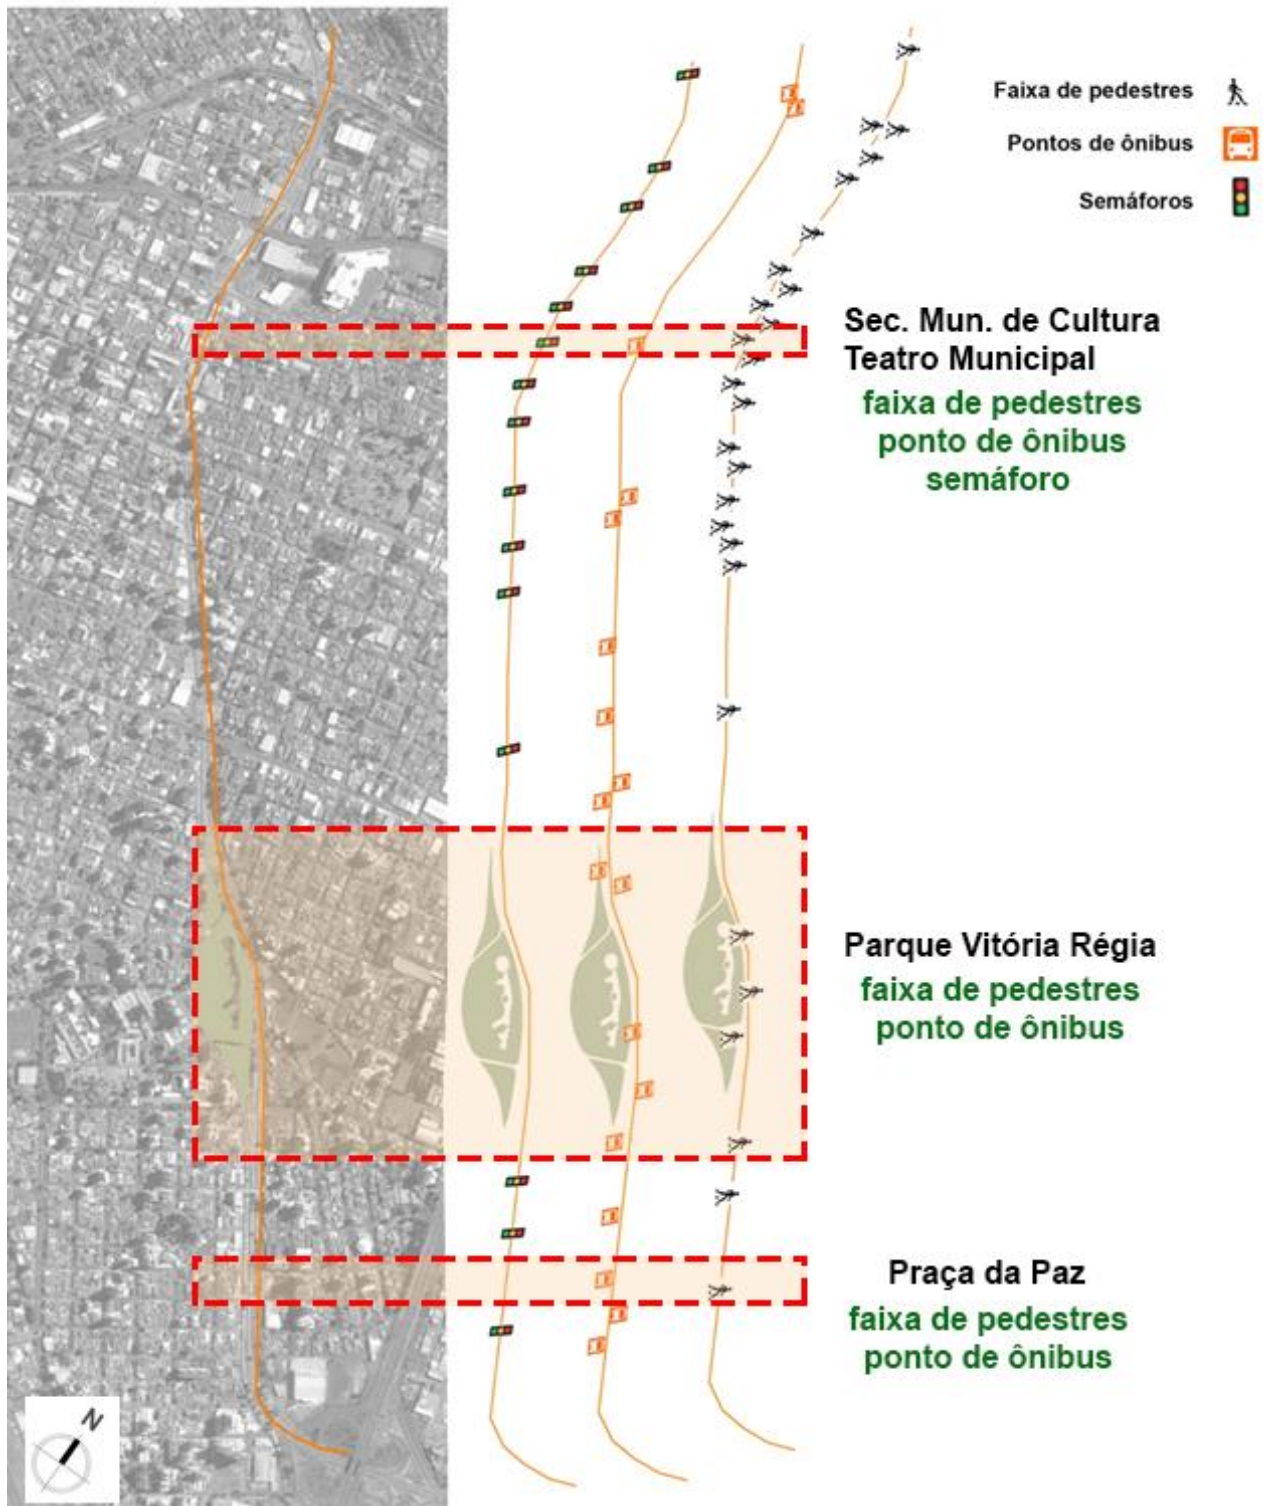 Faixa de pedestres
Pontos de ônibus
Semáforos
Sec. Mun. de Cultura
Teatro Municipal
faixa de pedestres
ponto de ônibus
semáforo
Parque Vitória Régia
faixa de pedestres
ponto de ônibus
Praça da Paz
faixa de pedestres
ponto de ônibus
N